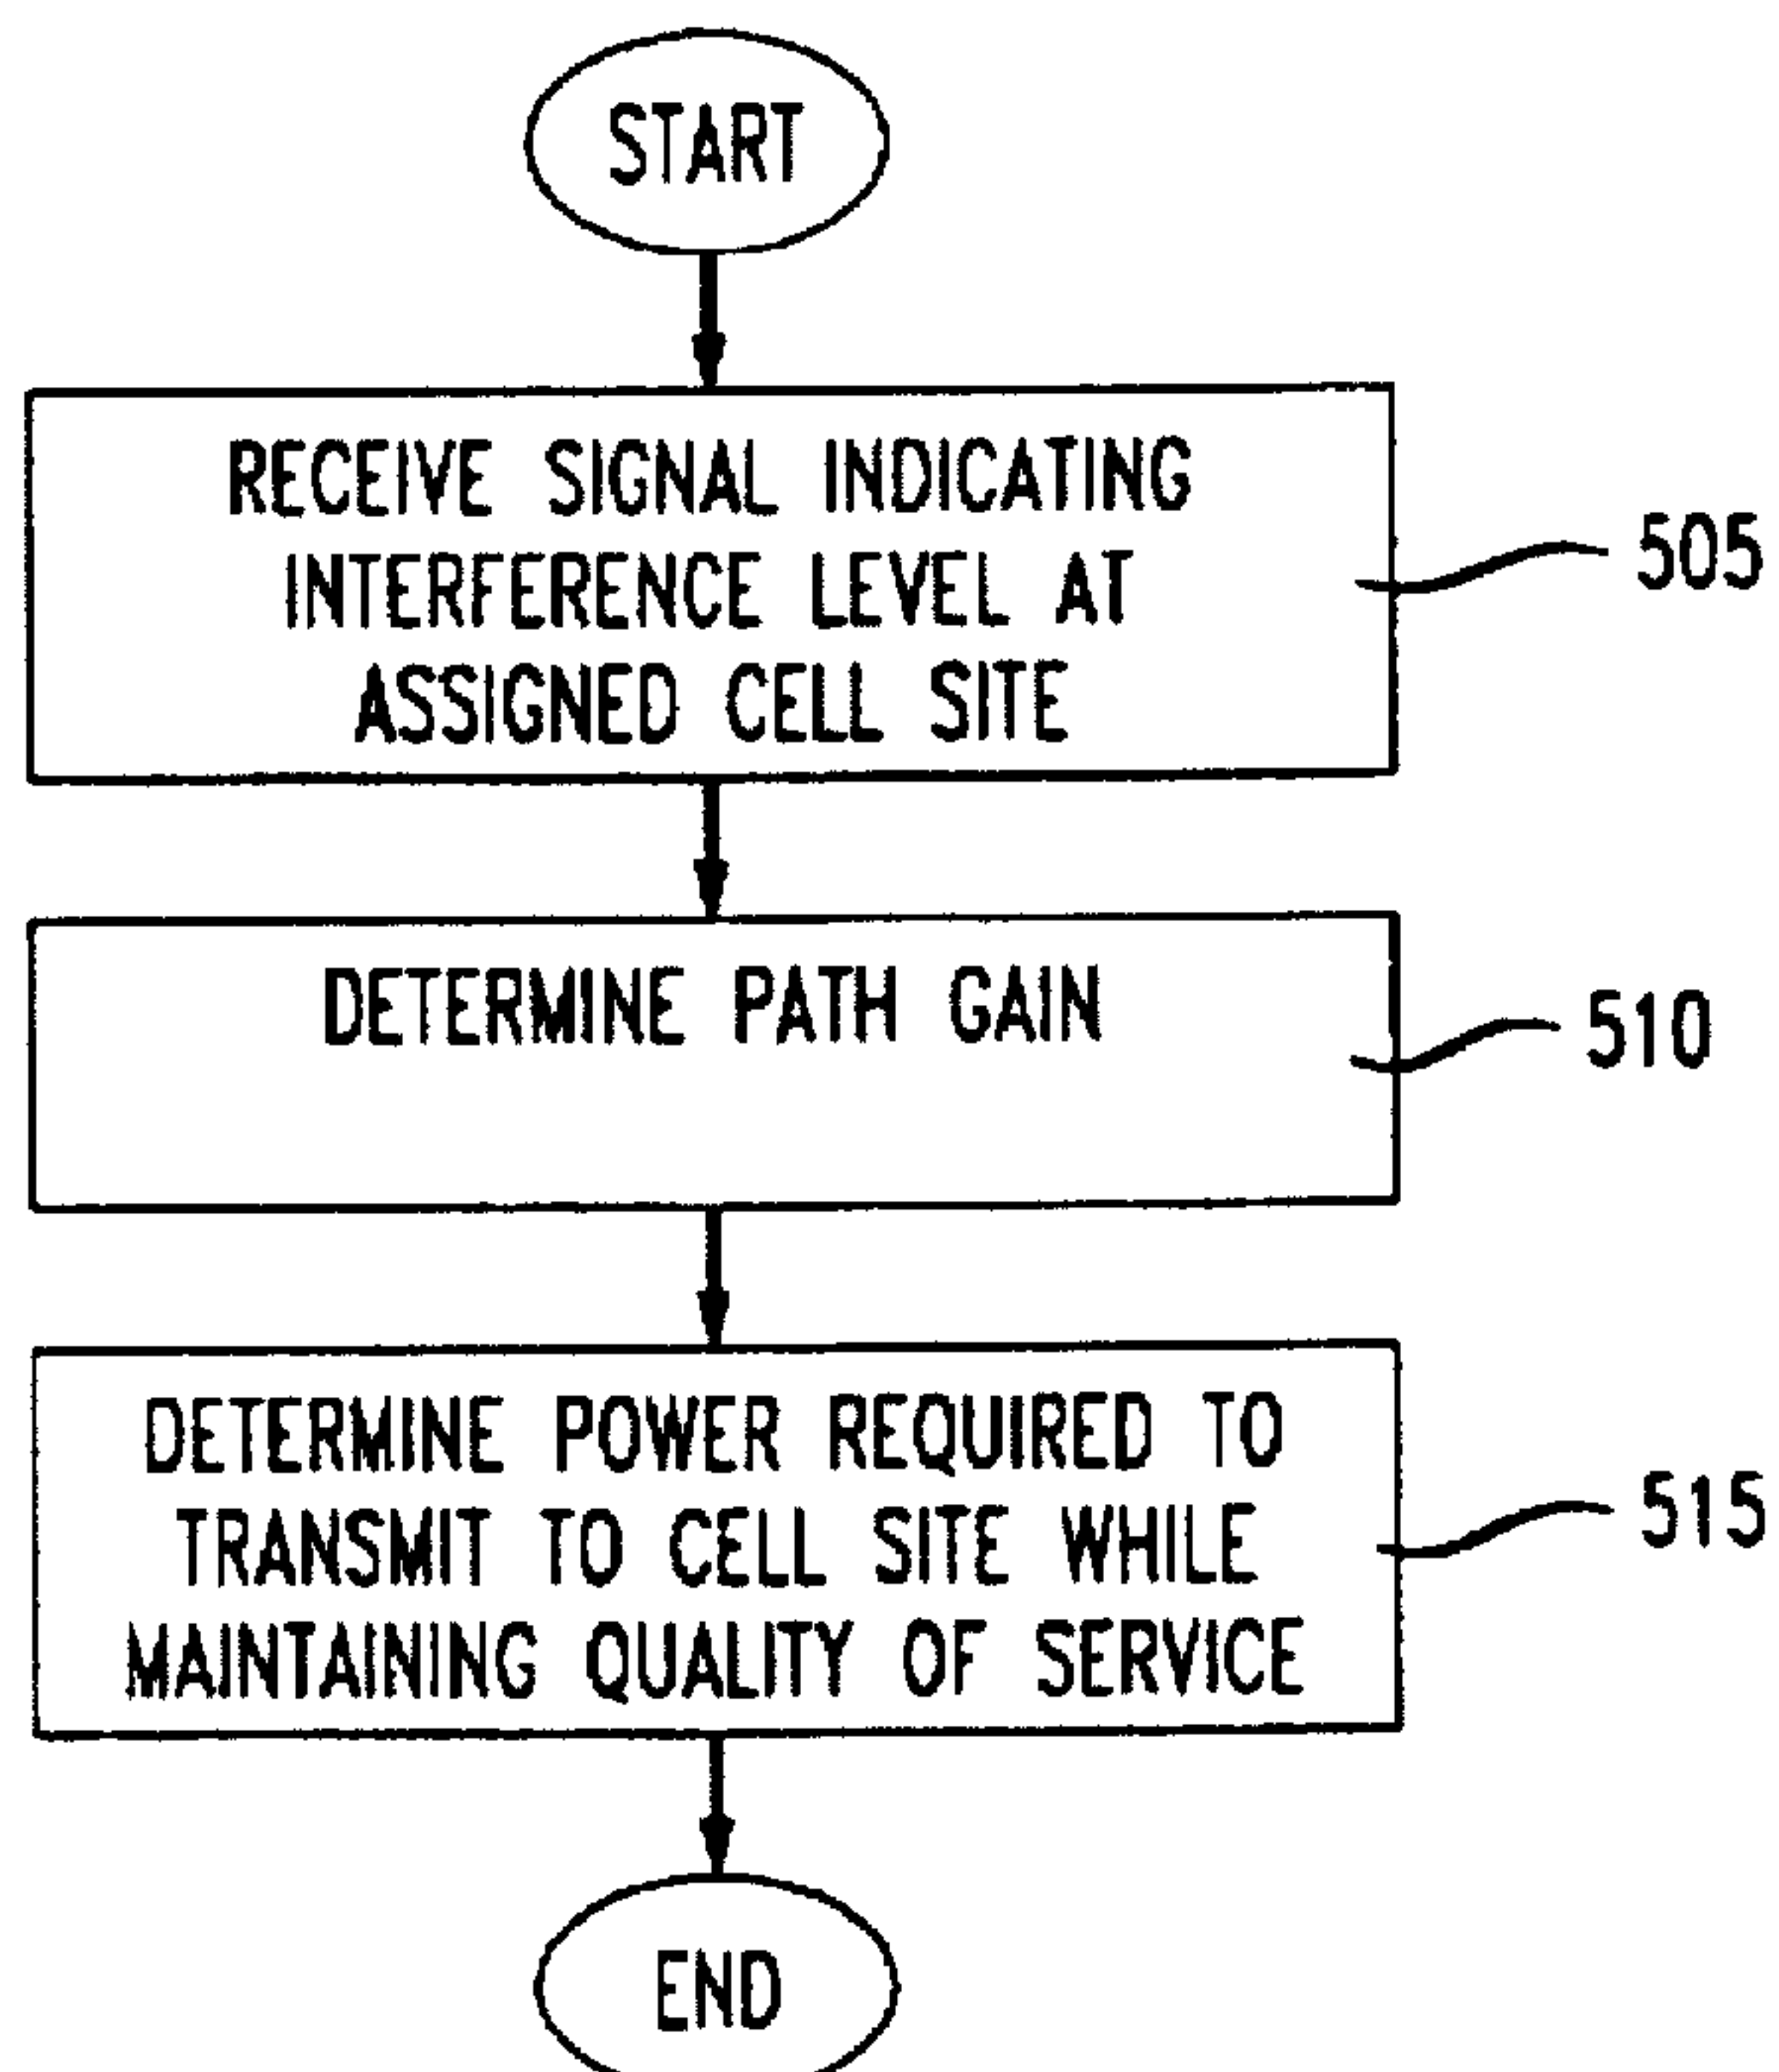 START
RECEIVE SIGNAL INDICATING
INTERFERENCE LEVEL AT
ASSIGNED CELL SITE
505
DETERMINE PATH GAIN
510
DETERMINE POWER REQUIRED TO
TRANSMIT TO CELL SITE WHILE
MAINTAINING QUALITY OF SERVICE
515
END